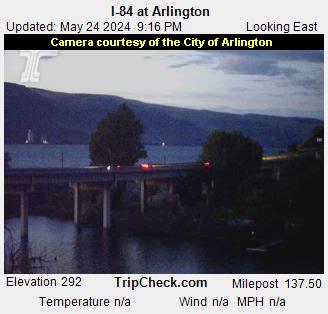 I-84 at Arlington
Updated: May 24 2024 9:16 PM Looking East
Camera courtesy of the City of Arlington
Elevation 292 TripCheck.com Milepost 137.50
Temperature n/a Wind n/a MPH n/a